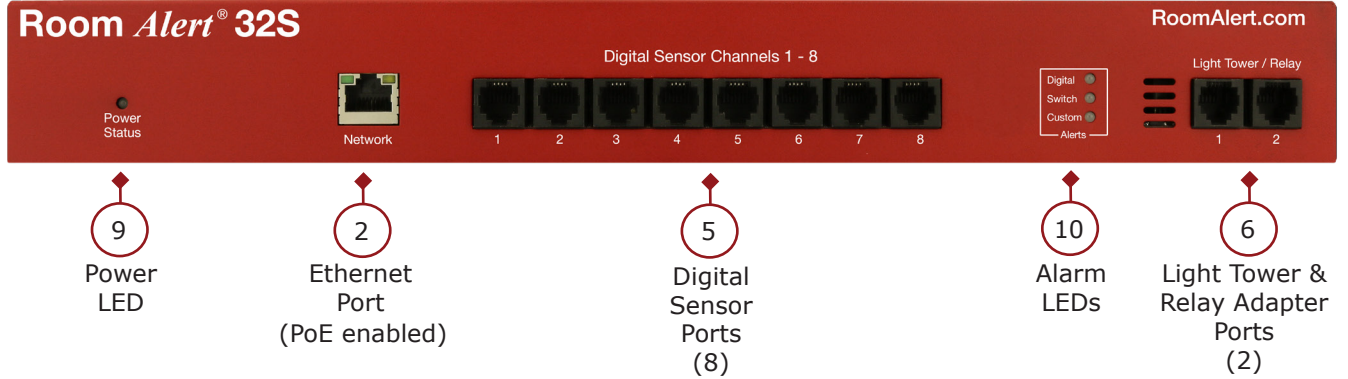 Room Alert® 32S
RoomAlert.com
Digital Sensor Channels 1 - 8
Light Tower / Relay
Power
Status
Network
1 2 3 4 5 6 7 8
Digital
Switch
Custom
Alerts
1 2
9
Power
LED
2
Ethernet
Port
(PoE enabled)
5
Digital
Sensor
Ports
(8)
10
Alarm
LEDs
6
Light Tower &
Relay Adapter
Ports
(2)